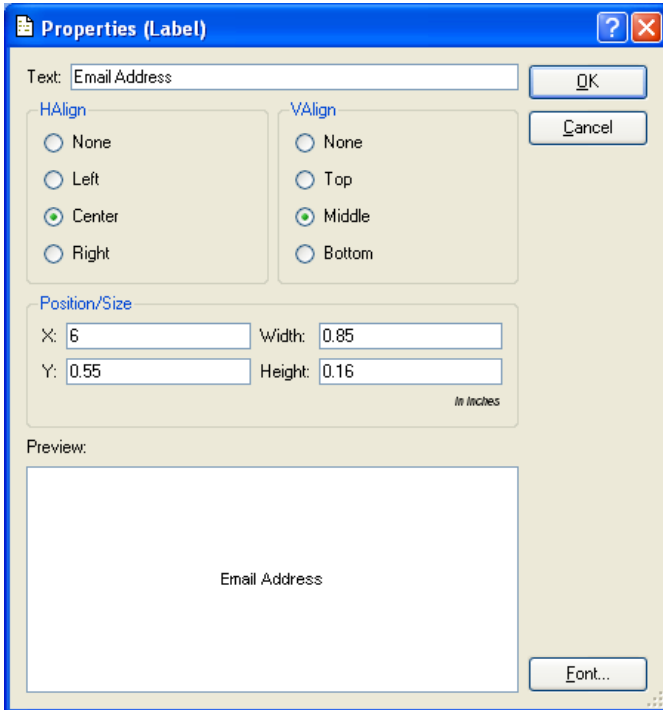 Properties (Label)
Text: Email Address
OK
Cancel
HAlign
None
Left
Center
Right
VAlign
None
Top
Middle
Bottom
Position/Size
X: 6 Width: 0.85
Y: 0.55 Height: 0.16
In Inches
Preview:
Email Address
Font...